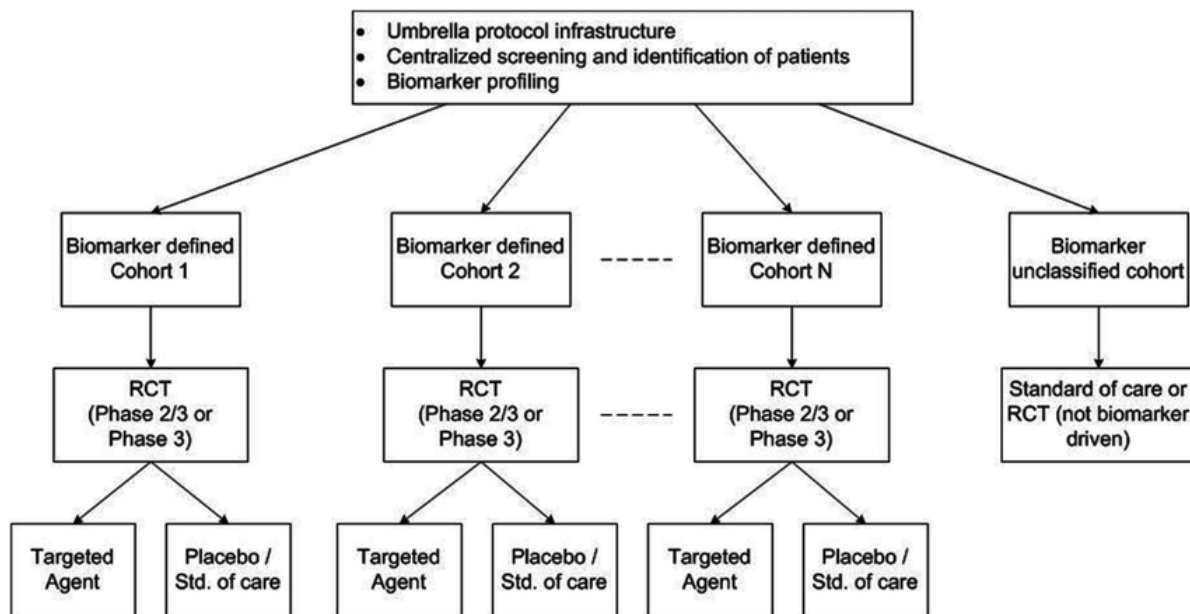 • Umbrella protocol infrastructure
• Centralized screening and identification of patients
• Biomarker profiling
Biomarker defined
Cohort 1
Biomarker defined
Cohort 2
Biomarker defined
Cohort N
Biomarker
unclassified cohort
RCT
(Phase 2/3 or
Phase 3)
RCT
(Phase 2/3 or
Phase 3)
RCT
(Phase 2/3 or
Phase 3)
Standard of care or
RCT (not biomarker
driven)
Targeted
Agent
Placebo /
Std. of care
Targeted
Agent
Placebo /
Std. of care
Targeted
Agent
Placebo /
Std. of care